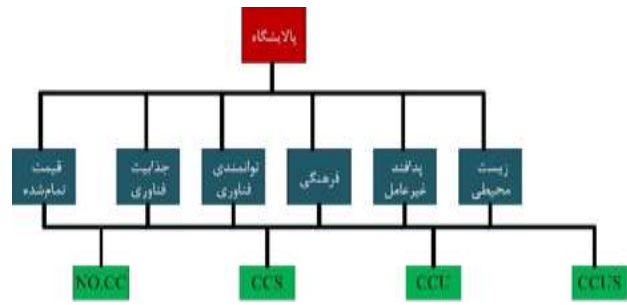 پالایشگاه
زیست
محیطی
پدافند
غیرعامل
فرهنگی
توانمندی
فناوری
جذابیت
فناوری
قیمت
تمام‌شده
NO.CC
CCS
CCU
CCUS